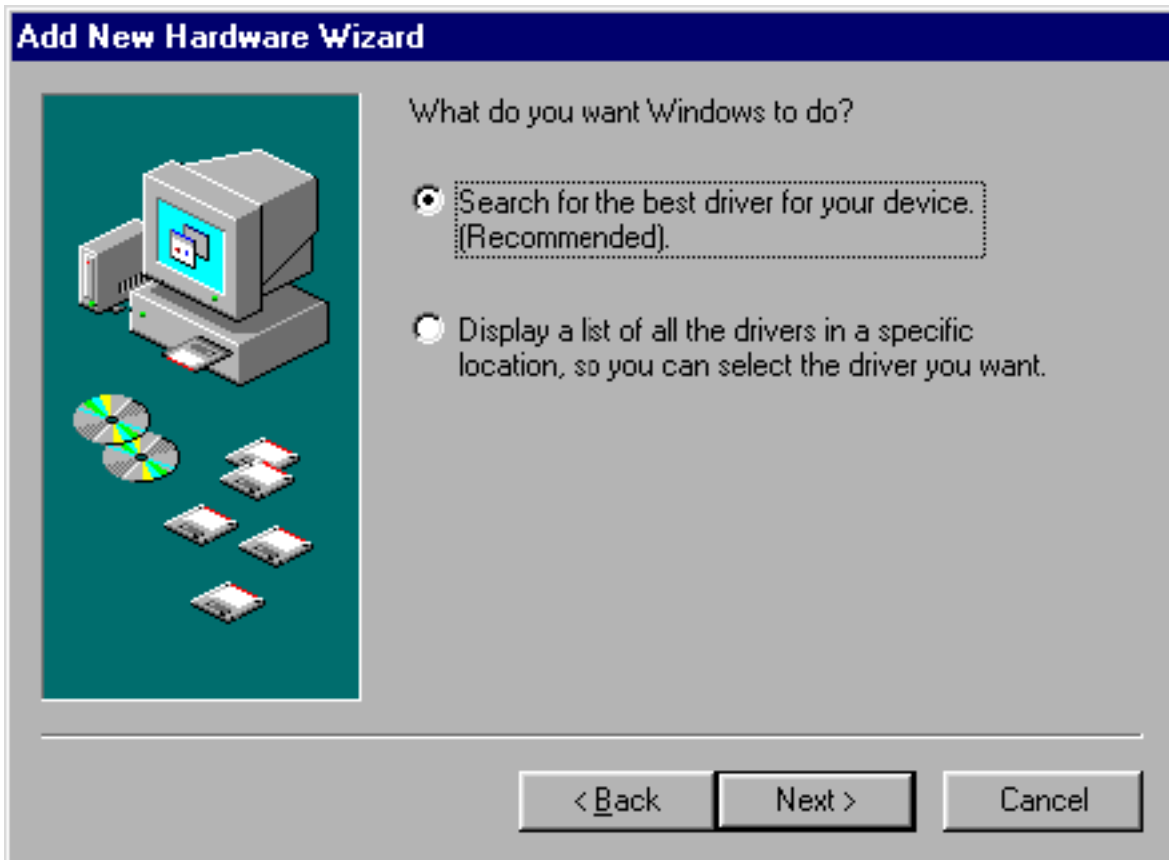 Add New Hardware Wizard
What do you want Windows to do?
Search for the best driver for your device.
(Recommended).
Display a list of all the drivers in a specific
location, so you can select the driver you want.
< Back
Next >
Cancel